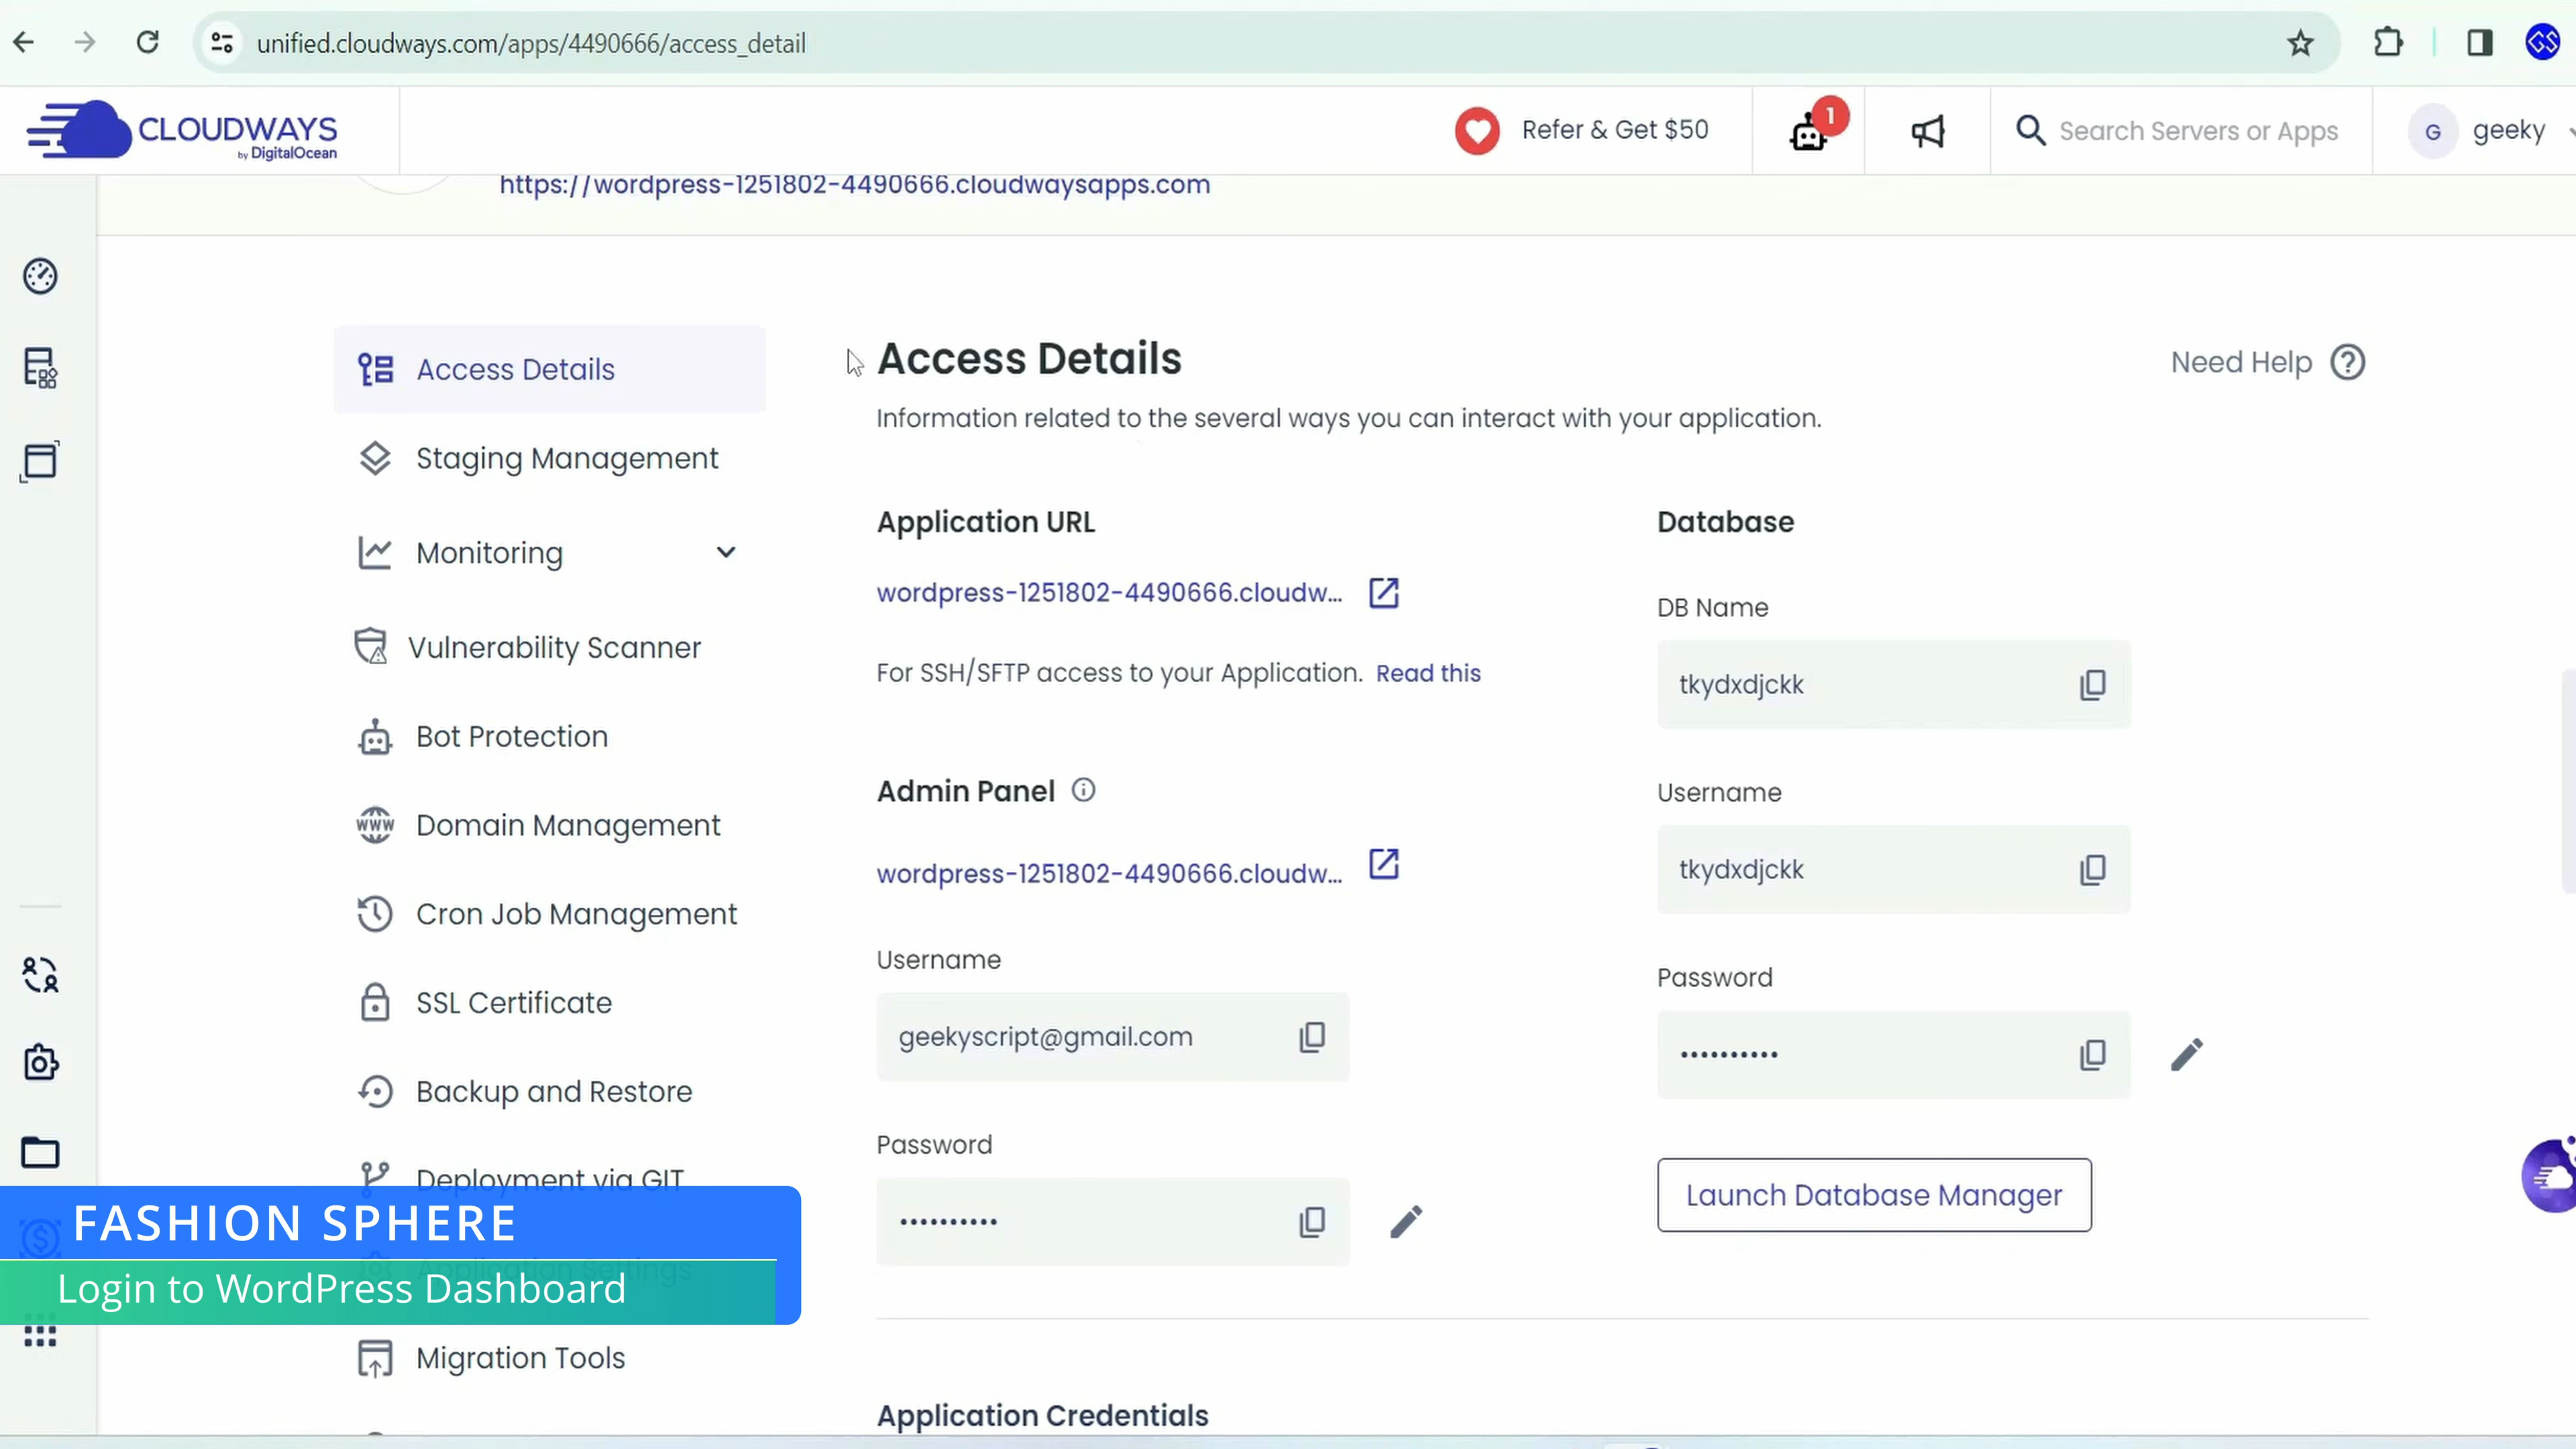 unified.cloudways.com/apps/4490666/access_detail
CLOUDWAYS
by DigitalOcean
Refer & Get $50
1
Search Servers or Apps
G
geeky
https://wordpress-1251802-4490666.cloudwaysapps.com
Access Details
Staging Management
Monitoring
Vulnerability Scanner
Bot Protection
WWW
Domain Management
Cron Job Management
SSL Certificate
Backup and Restore
Deployment via GIT
Application Settings
Migration Tools
Access Details
Need Help
Information related to the several ways you can interact with your application.
Application URL
wordpress-1251802-4490666.cloudw...
For SSH/SFTP access to your Application. Read this
Admin Panel
wordpress-1251802-4490666.cloudw...
Username
geekyscript@gmail.com
Password
••••••••••
Database
DB Name
tkydxdjckk
Username
tkydxdjckk
Password
••••••••••
Launch Database Manager
Application Credentials
FASHION SPHERE
Login to WordPress Dashboard